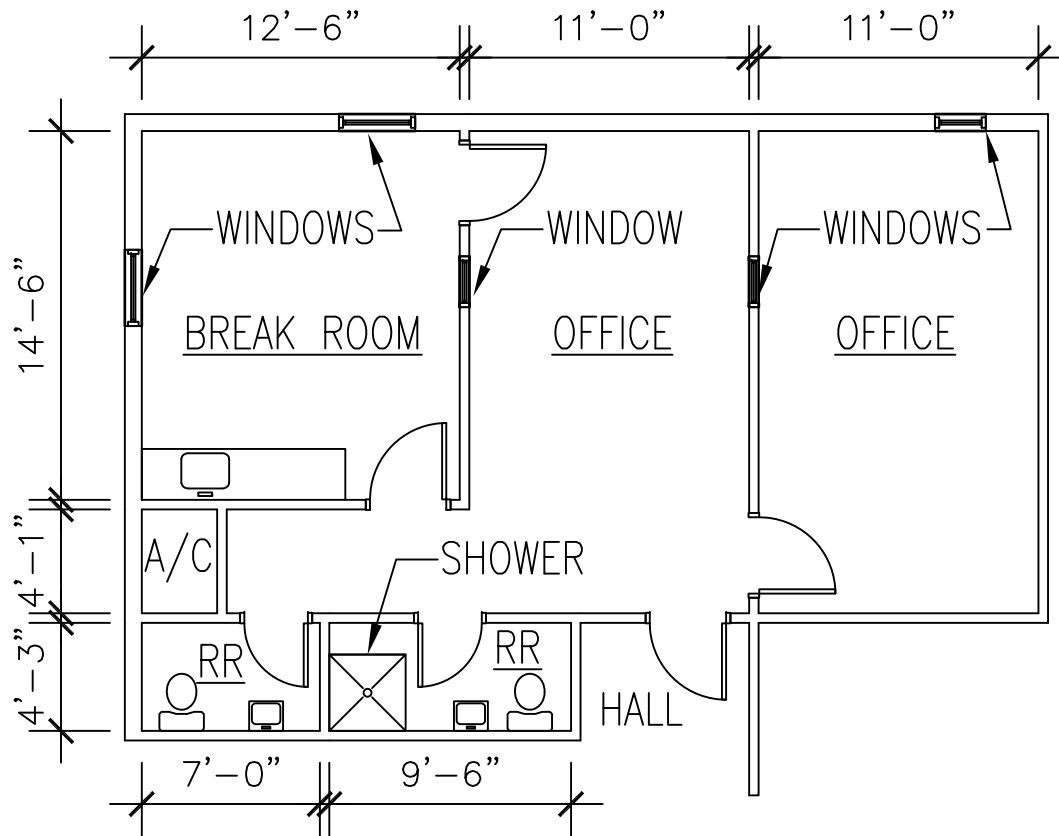 12'-6" 11'-0" 11'-0"
WINDOWS WINDOW WINDOWS
14'-6"
BREAK ROOM OFFICE OFFICE
A/C SHOWER
4'-1"
RR RR
4'-3"
HALL
7'-0" 9'-6"